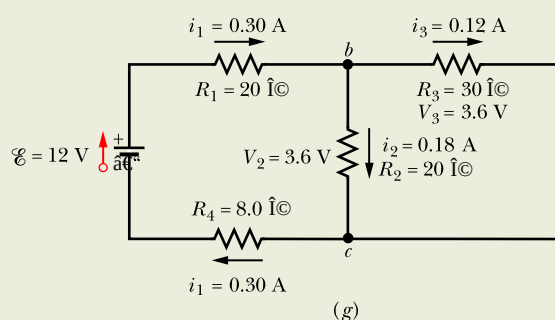 i1 = 0.30 A
i3 = 0.12 A
b
R1 = 20 Î©
R3 = 30 Î©
V3 = 3.6 V
+
ℰ = 12 V
â€“
V2 = 3.6 V
i2 = 0.18 A
R2 = 20 Î©
R4 = 8.0 Î©
c
i1 = 0.30 A
(g)